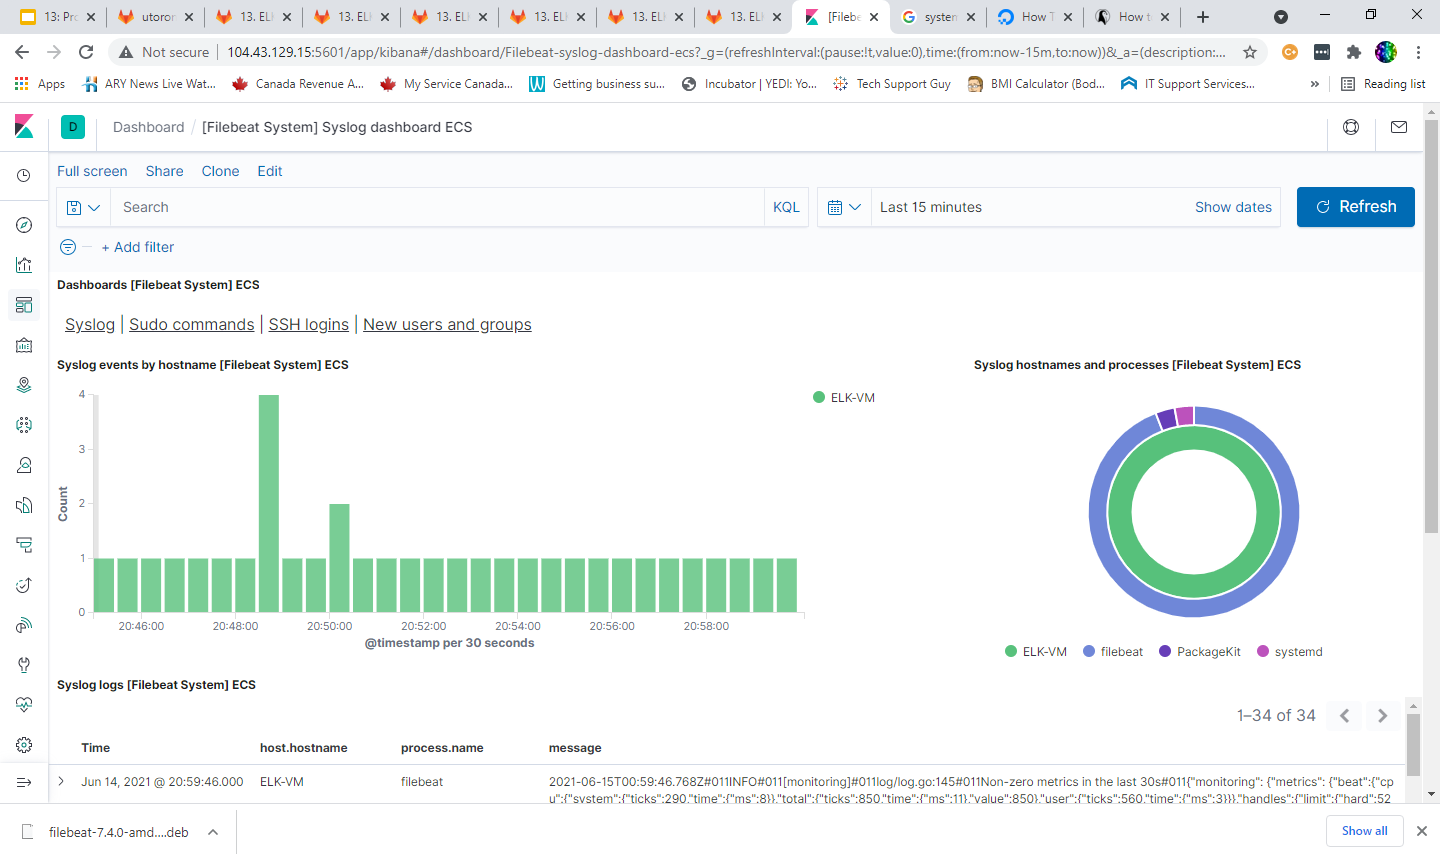 13: Pro
utoron
13. ELK
13. ELK
13. ELK
13. ELK
13. ELK
13. ELK
[Filebe
system
How T
How to
Not secure
104.43.129.15:5601/app/kibana#/dashboard/Filebeat-syslog-dashboard-ecs?_g=(refreshInterval:(pause:!t,value:0),time:(from:now-15m,to:now))&_a=(description:...
Apps
ARY News Live Wat...
Canada Revenue A...
My Service Canada...
Getting business su...
Incubator | YEDI: Yo...
Tech Support Guy
BMI Calculator (Bod...
IT Support Services...
»
Reading list
D
Dashboard / [Filebeat System] Syslog dashboard ECS
Full screen Share Clone Edit
Search
KQL
Last 15 minutes
Show dates
Refresh
+ Add filter
Dashboards [Filebeat System] ECS
Syslog | Sudo commands | SSH logins | New users and groups
Syslog events by hostname [Filebeat System] ECS
4
3
2
1
0
Count
20:46:00 20:48:00 20:50:00 20:52:00 20:54:00 20:56:00 20:58:00
@timestamp per 30 seconds
ELK-VM
Syslog hostnames and processes [Filebeat System] ECS
ELK-VM filebeat PackageKit systemd
Syslog logs [Filebeat System] ECS
1–34 of 34
Time host.hostname process.name message
Jun 14, 2021 @ 20:59:46.000 ELK-VM filebeat 2021-06-15T00:59:46.768Z#011INFO#011[monitoring]#011log/log.go:145#011Non-zero metrics in the last 30s#011{"monitoring": {"metrics": {"beat":{"cp
u":{"system":{"ticks":290,"time":{"ms":8}},"total":{"ticks":850,"time":{"ms":11},"value":850},"user":{"ticks":560,"time":{"ms":3}}},"handles":{"limit":{"hard":52
filebeat-7.4.0-amd....deb
Show all